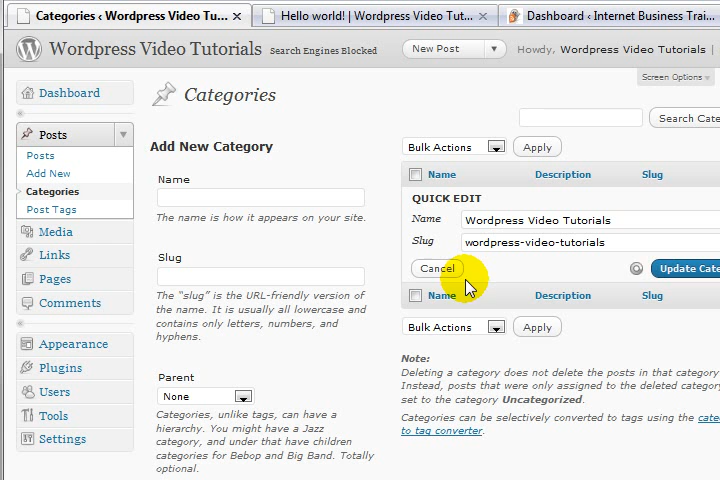 Categories ‹ Wordpress Video Tu...
Hello world! | Wordpress Video Tut...
Dashboard ‹ Internet Business Trai...
Wordpress Video Tutorials
Search Engines Blocked
New Post
Howdy, Wordpress Video Tutorials |
Screen Options
Dashboard
Posts
Posts
Add New
Categories
Post Tags
Media
Links
Pages
Comments
Appearance
Plugins
Users
Tools
Settings
Categories
Add New Category
Name
The name is how it appears on your site.
Slug
The “slug” is the URL-friendly version of
the name. It is usually all lowercase and
contains only letters, numbers, and
hyphens.
Parent
None
Categories, unlike tags, can have a
hierarchy. You might have a Jazz
category, and under that have children
categories for Bebop and Big Band. Totally
optional.
Search Cate
Bulk Actions
Apply
Name Description Slug
QUICK EDIT
Name Wordpress Video Tutorials
Slug wordpress-video-tutorials
Cancel
Update Cate
Name Description Slug
Bulk Actions
Apply
Note:
Deleting a category does not delete the posts in that category
Instead, posts that were only assigned to the deleted category
set to the category Uncategorized.
Categories can be selectively converted to tags using the cate
to tag converter.